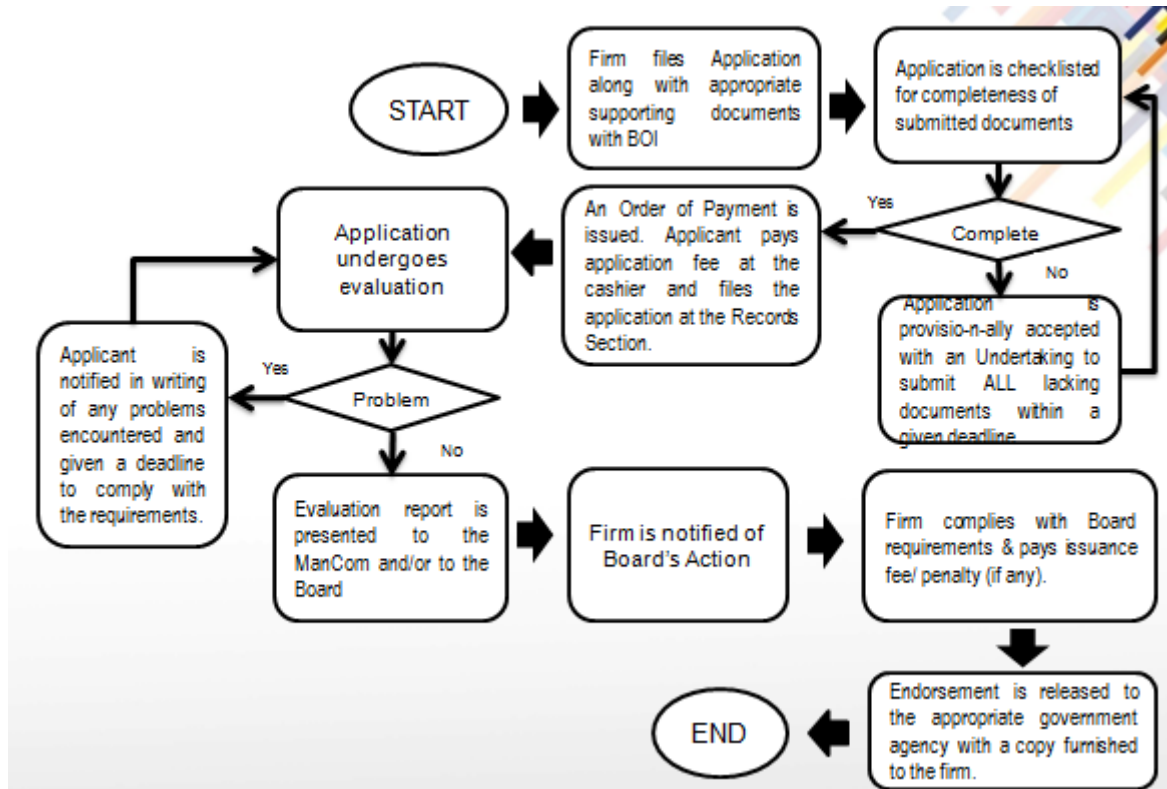 START
Firm files Application
along with appropriate
supporting documents
with BOI
Application is checklisted
for completeness of
submitted documents
Complete
Yes
No
An Order of Payment is
issued. Applicant pays
application fee at the
cashier and files the
application at the Records
Section.
Application is
provisio-n-ally accepted
with an Undertaking to
submit ALL lacking
documents within a
given deadline
Application
undergoes
evaluation
Problem
Yes
No
Applicant is
notified in writing
of any problems
encountered and
given a deadline
to comply with
the requirements.
Evaluation report is
presented to the
ManCom and/or to the
Board
Firm is notified of
Board's Action
Firm complies with Board
requirements & pays issuance
fee/ penalty (if any).
Endorsement is released to
the appropriate government
agency with a copy furnished
to the firm.
END